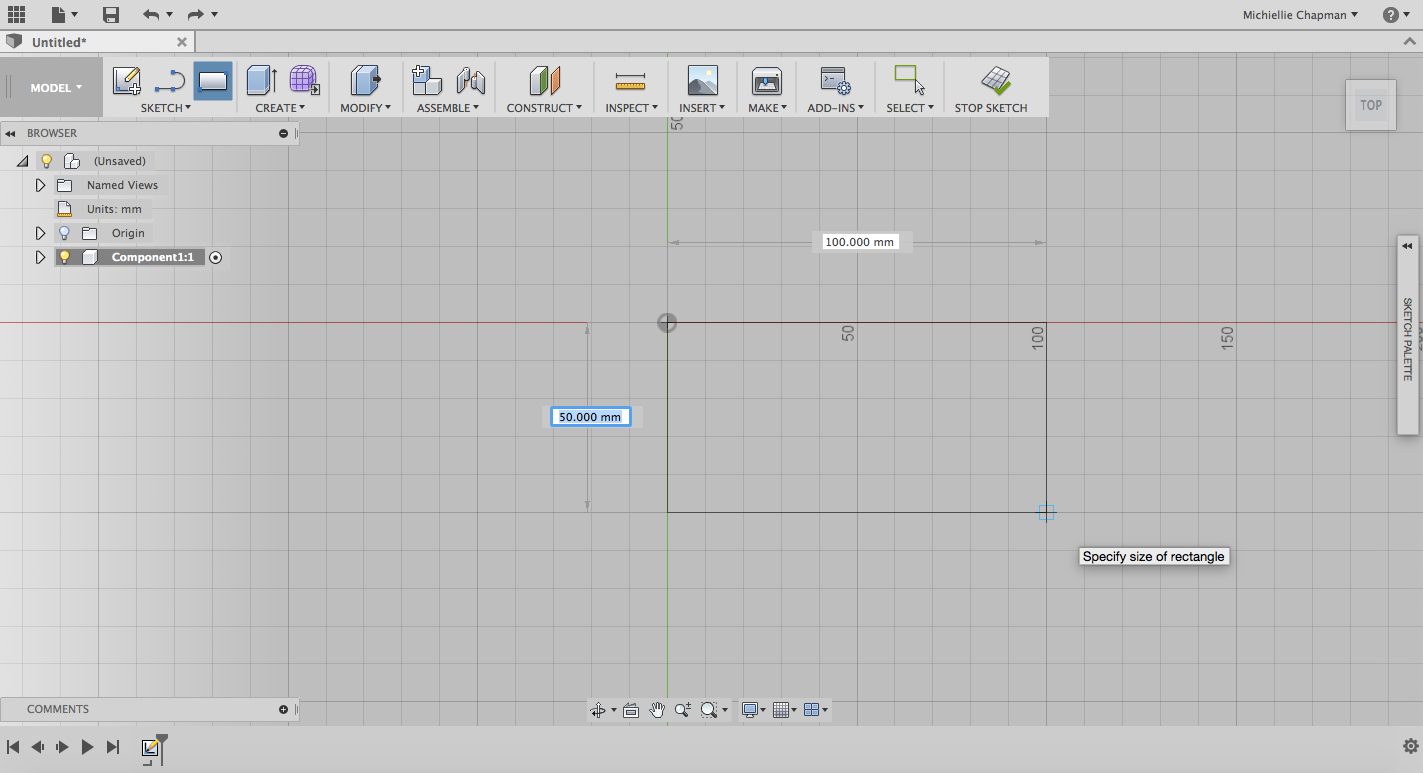 Michiellie Chapman
?
Untitled*
MODEL
SKETCH
CREATE
MODIFY
ASSEMBLE
CONSTRUCT
INSPECT
INSERT
MAKE
ADD-INS
SELECT
STOP SKETCH
TOP
BROWSER
(Unsaved)
Named Views
Units: mm
Origin
Component1:1
50
100.000 mm
50
100
150
50.000 mm
SKETCH PALETTE
Specify size of rectangle
COMMENTS